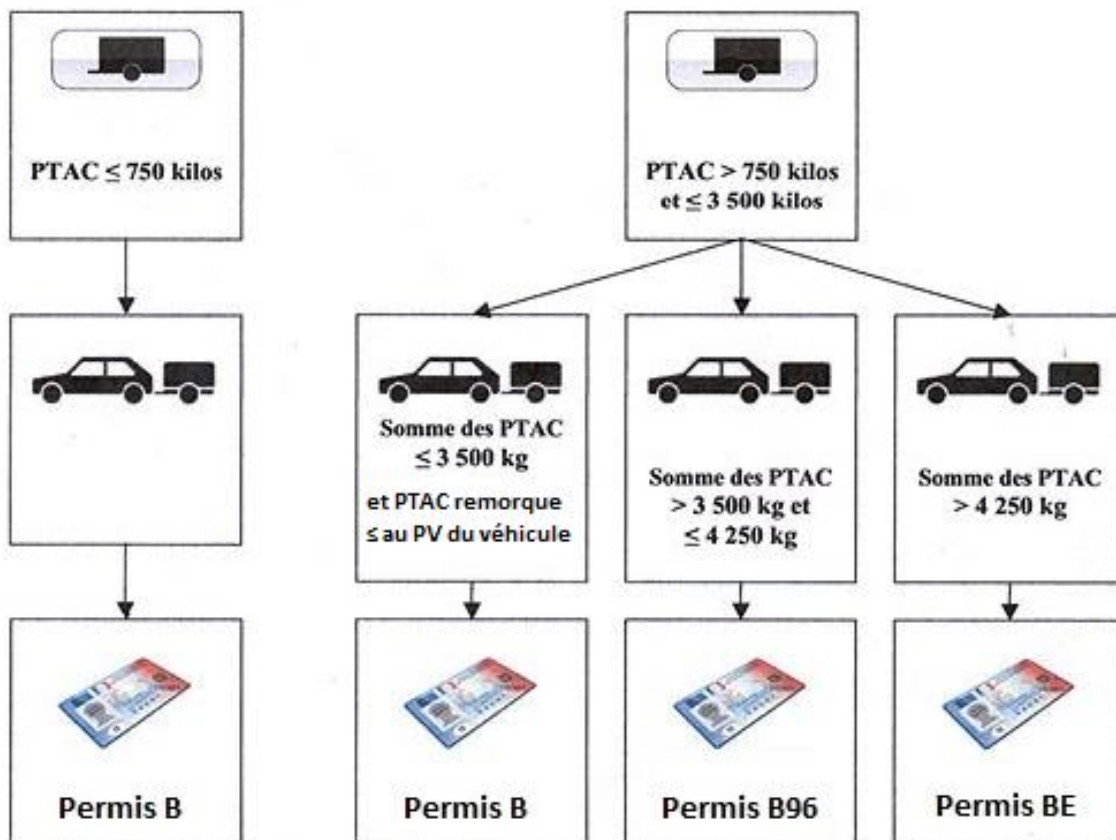 PTAC ≤ 750 kilos
PTAC > 750 kilos
et ≤ 3 500 kilos
Somme des PTAC
≤ 3 500 kg
et PTAC remorque
≤ au PV du véhicule
Somme des PTAC
> 3 500 kg et
≤ 4 250 kg
Somme des PTAC
> 4 250 kg
Permis B
Permis B
Permis B96
Permis BE